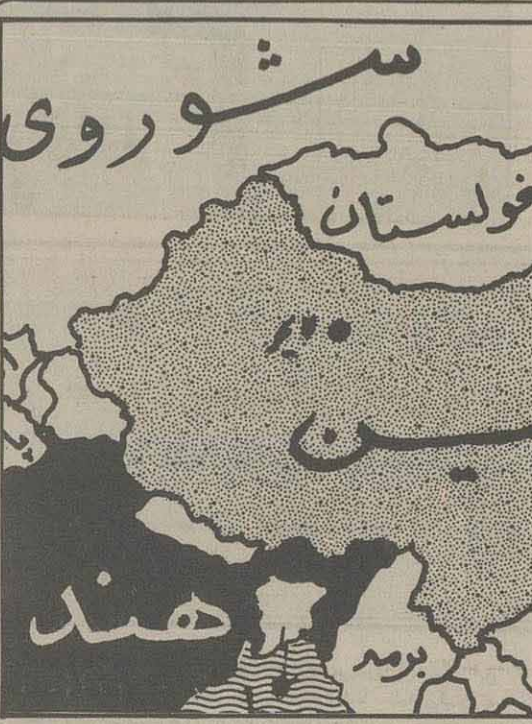 شوروی
غولستان
ین
هند
برمه